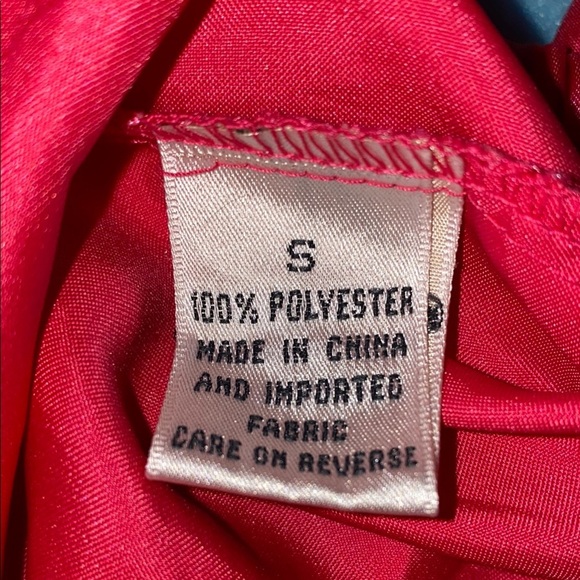 S
100% POLYESTER
MADE IN CHINA
AND IMPORTED
FABRIC
CARE ON REVERSE